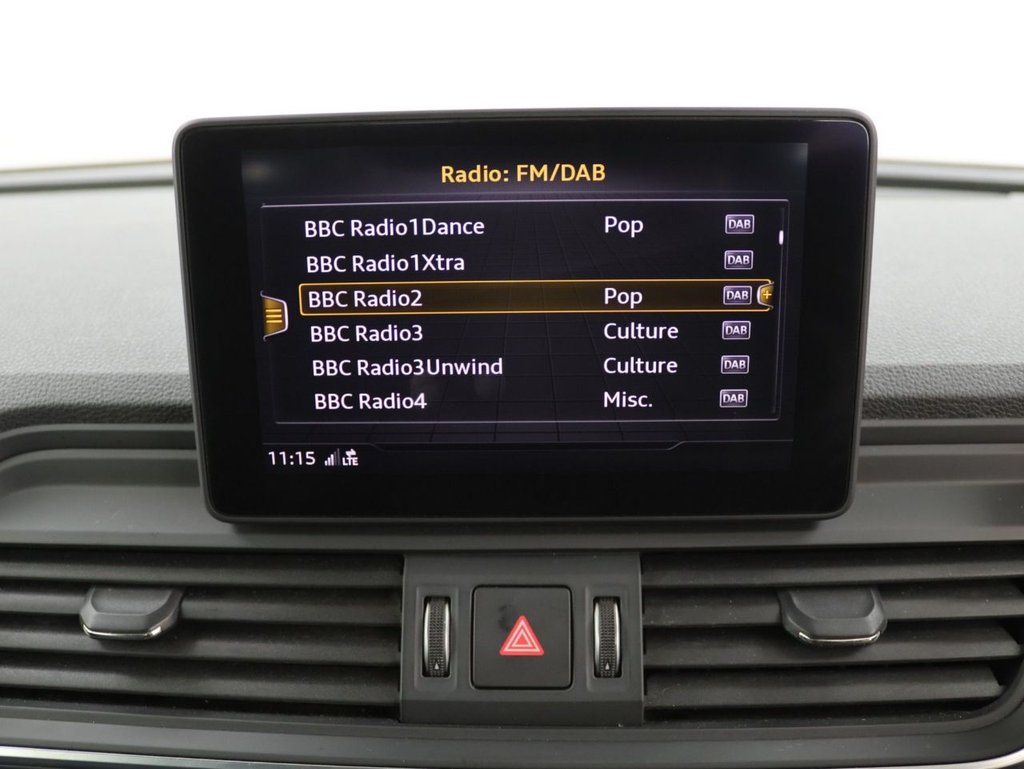 Radio: FM/DAB
BBC Radio1Dance Pop DAB
BBC Radio1Xtra DAB
BBC Radio2 Pop DAB
BBC Radio3 Culture DAB
BBC Radio3Unwind Culture DAB
BBC Radio4 Misc. DAB
11:15 LTE